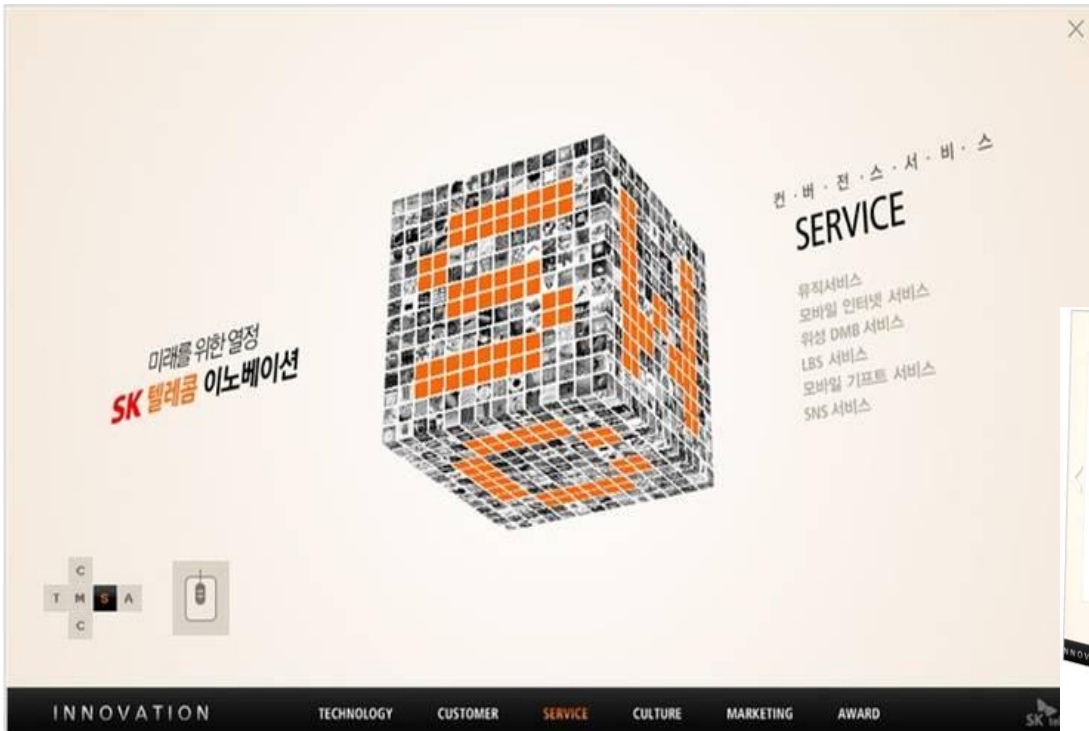 컨·버·전·스·서·비·스
SERVICE
뮤직서비스
모바일 인터넷 서비스
위성 DMB 서비스
LBS 서비스
모바일 기프트 서비스
SNS 서비스
미래를 위한 열정
SK 텔레콤 이노베이션
C
T M S A
C
INNOVATION TECHNOLOGY CUSTOMER SERVICE CULTURE MARKETING AWARD
SK